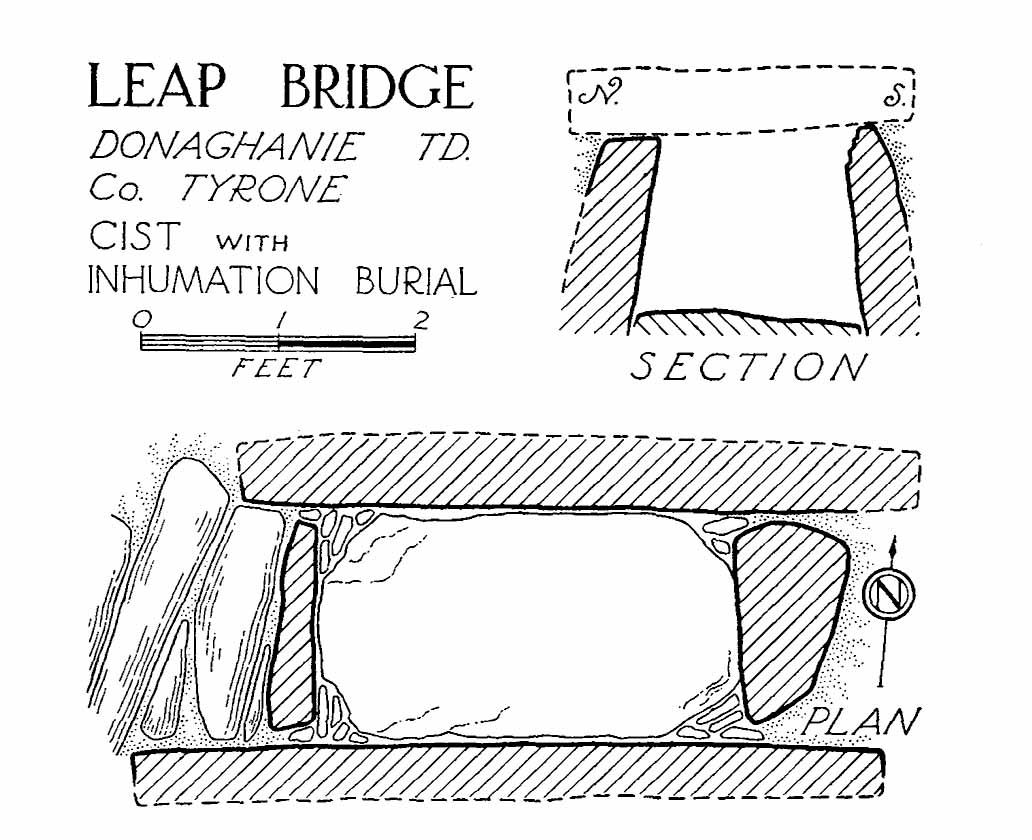 LEAP BRIDGE
DONAGHANIE TD.
Co. TYRONE
CIST WITH
INHUMATION BURIAL
0 1 2
FEET
N. S.
SECTION
N
PLAN